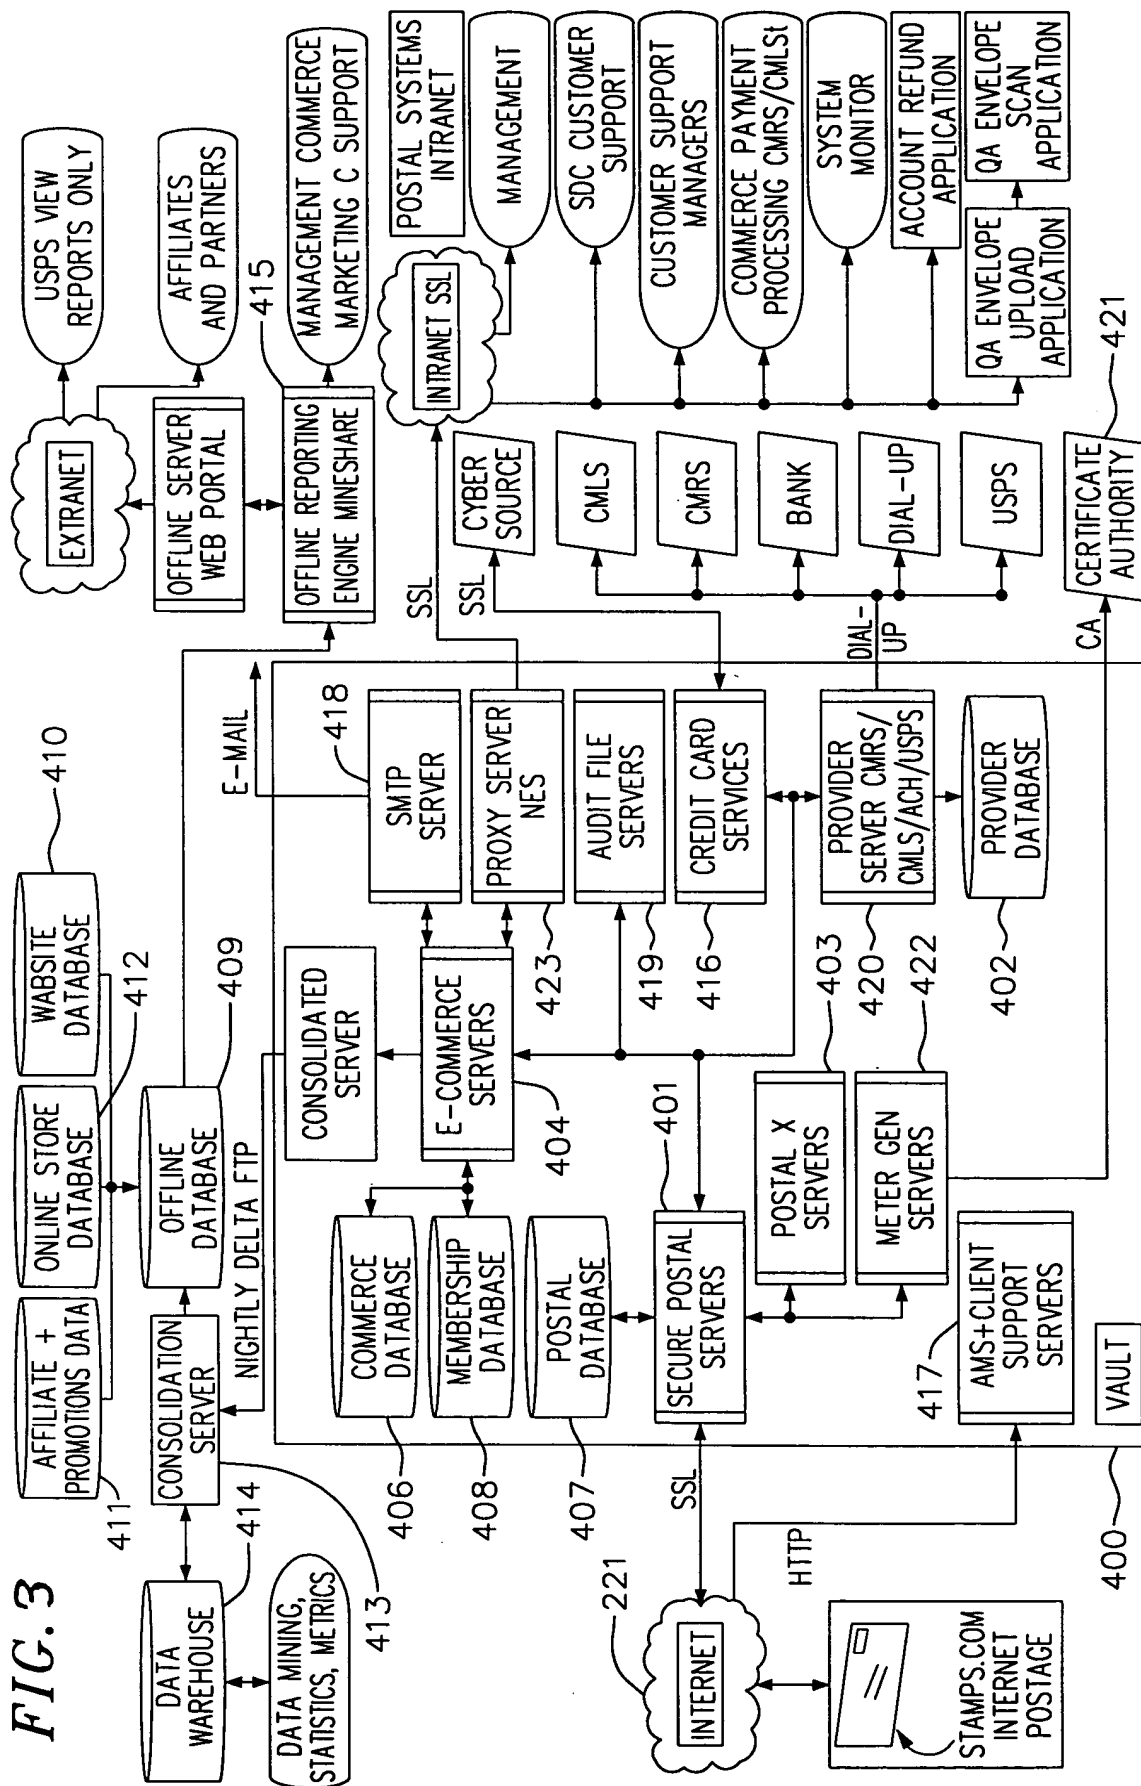 FIG. 3
AFFILIATE +
PROMOTIONS DATA
411
ONLINE STORE
DATABASE
412
WABSITE
DATABASE
410
EXTRANET
USPS VIEW
REPORTS ONLY
DATA
WAREHOUSE
414
CONSOLIDATION
SERVER
OFFLINE
DATABASE
409
E-MAIL
OFFLINE SERVER
WEB PORTAL
AFFILIATES
AND PARTNERS
415
DATA MINING,
STATISTICS, METRICS
413
NIGHTLY DELTA FTP
OFFLINE REPORTING
ENGINE MINESHARE
MANAGEMENT COMMERCE
MARKETING C SUPPORT
CONSOLIDATED
SERVER
418
SMTP
SERVER
SSL
INTRANET SSL
POSTAL SYSTEMS
INTRANET
406
COMMERCE
DATABASE
E-COMMERCE
SERVERS
404
PROXY SERVER
NES
423
SSL
CYBER
SOURCE
MANAGEMENT
408
MEMBERSHIP
DATABASE
407
POSTAL
DATABASE
AUDIT FILE
SERVERS
419
CMLS
SDC CUSTOMER
SUPPORT
221
INTERNET
SSL
SECURE POSTAL
SERVERS
401
CREDIT CARD
SERVICES
416
CMRS
CUSTOMER SUPPORT
MANAGERS
BANK
COMMERCE PAYMENT
PROCESSING CMRS/CMLSt
HTTP
POSTAL X
SERVERS
403
PROVIDER
SERVER CMRS/
CMLS/ACH/USPS
420
DIAL-
UP
DIAL-UP
SYSTEM
MONITOR
METER GEN
SERVERS
422
ACCOUNT REFUND
APPLICATION
STAMPS.COM
INTERNET
POSTAGE
417
AMS+CLIENT
SUPPORT
SERVERS
PROVIDER
DATABASE
402
USPS
QA ENVELOPE
UPLOAD
APPLICATION
QA ENVELOPE
SCAN
APPLICATION
400
VAULT
CA
CERTIFICATE
AUTHORITY
421